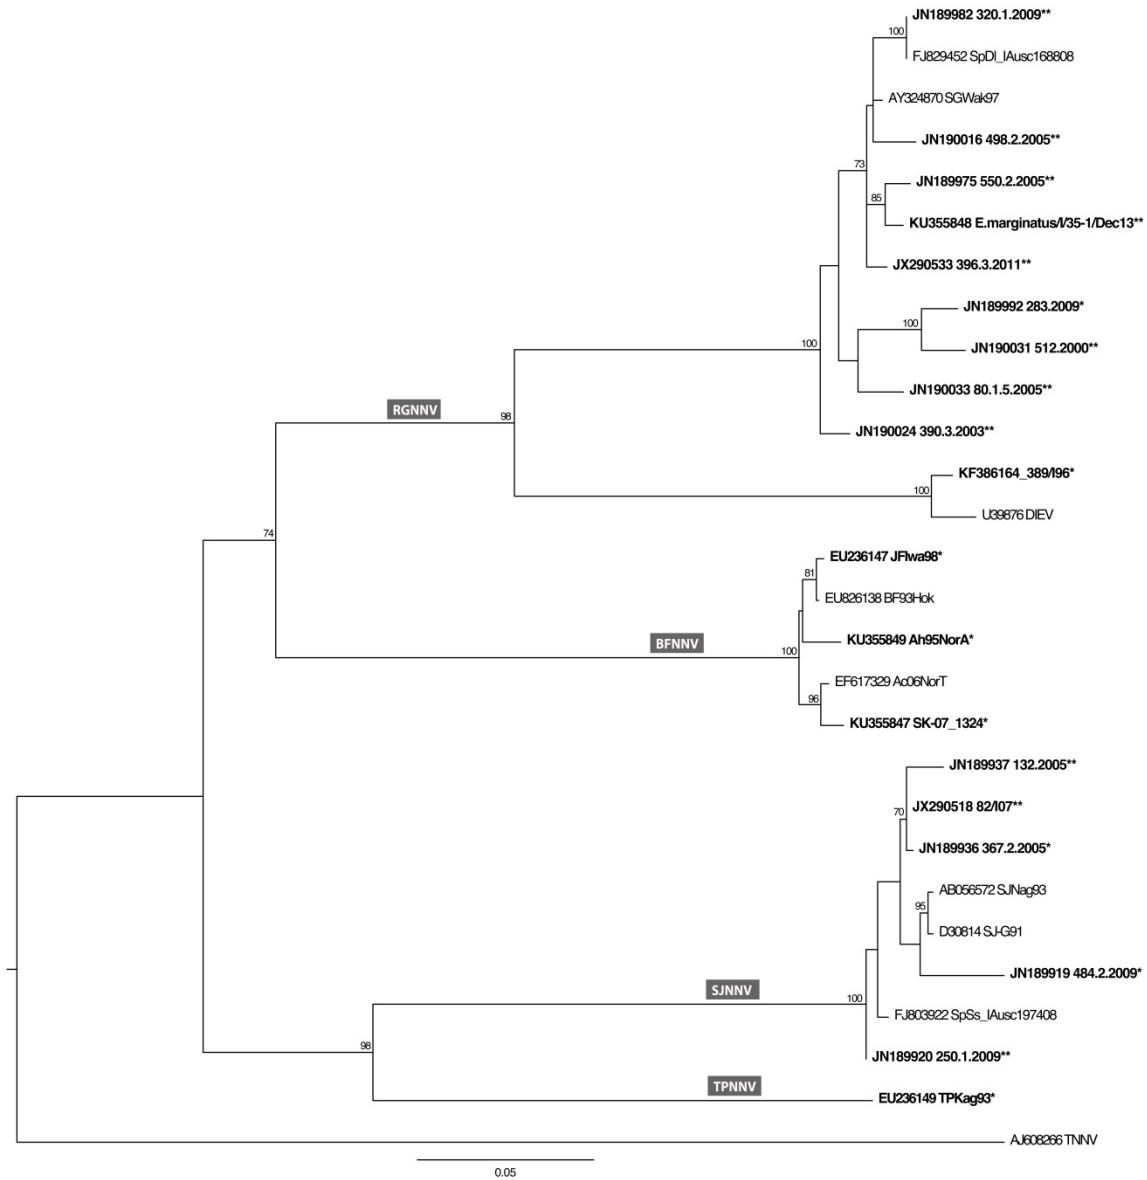 JN189982 320.1.2009**
100
FJ829452 SpDl_IAusc168808
AY324870 SGWak97
JN190016 498.2.2005**
73
JN189975 550.2.2005**
85
KU355848 E.marginatus/I/35-1/Dec13**
JX290533 396.3.2011**
JN189992 283.2009*
100
JN190031 512.2000**
100
JN190033 80.1.5.2005**
RGNNV
98
JN190024 390.3.2003**
KF386164_389/I96*
100
U39876 DIEV
74
EU236147 JFIwa98*
81
EU826138 BF93Hok
BFNNV
KU355849 Ah95NorA*
100
EF617329 Ac06NorT
96
KU355847 SK-07_1324*
JN189937 132.2005**
JX290518 82/I07**
70
JN189936 367.2.2005*
AB056572 SJNag93
95
D30814 SJ-G91
JN189919 484.2.2009*
SJNNV
100
FJ803922 SpSs_IAusc197408
98
JN189920 250.1.2009**
TPNNV
EU236149 TPKag93*
AJ608266 TNNV
0.05